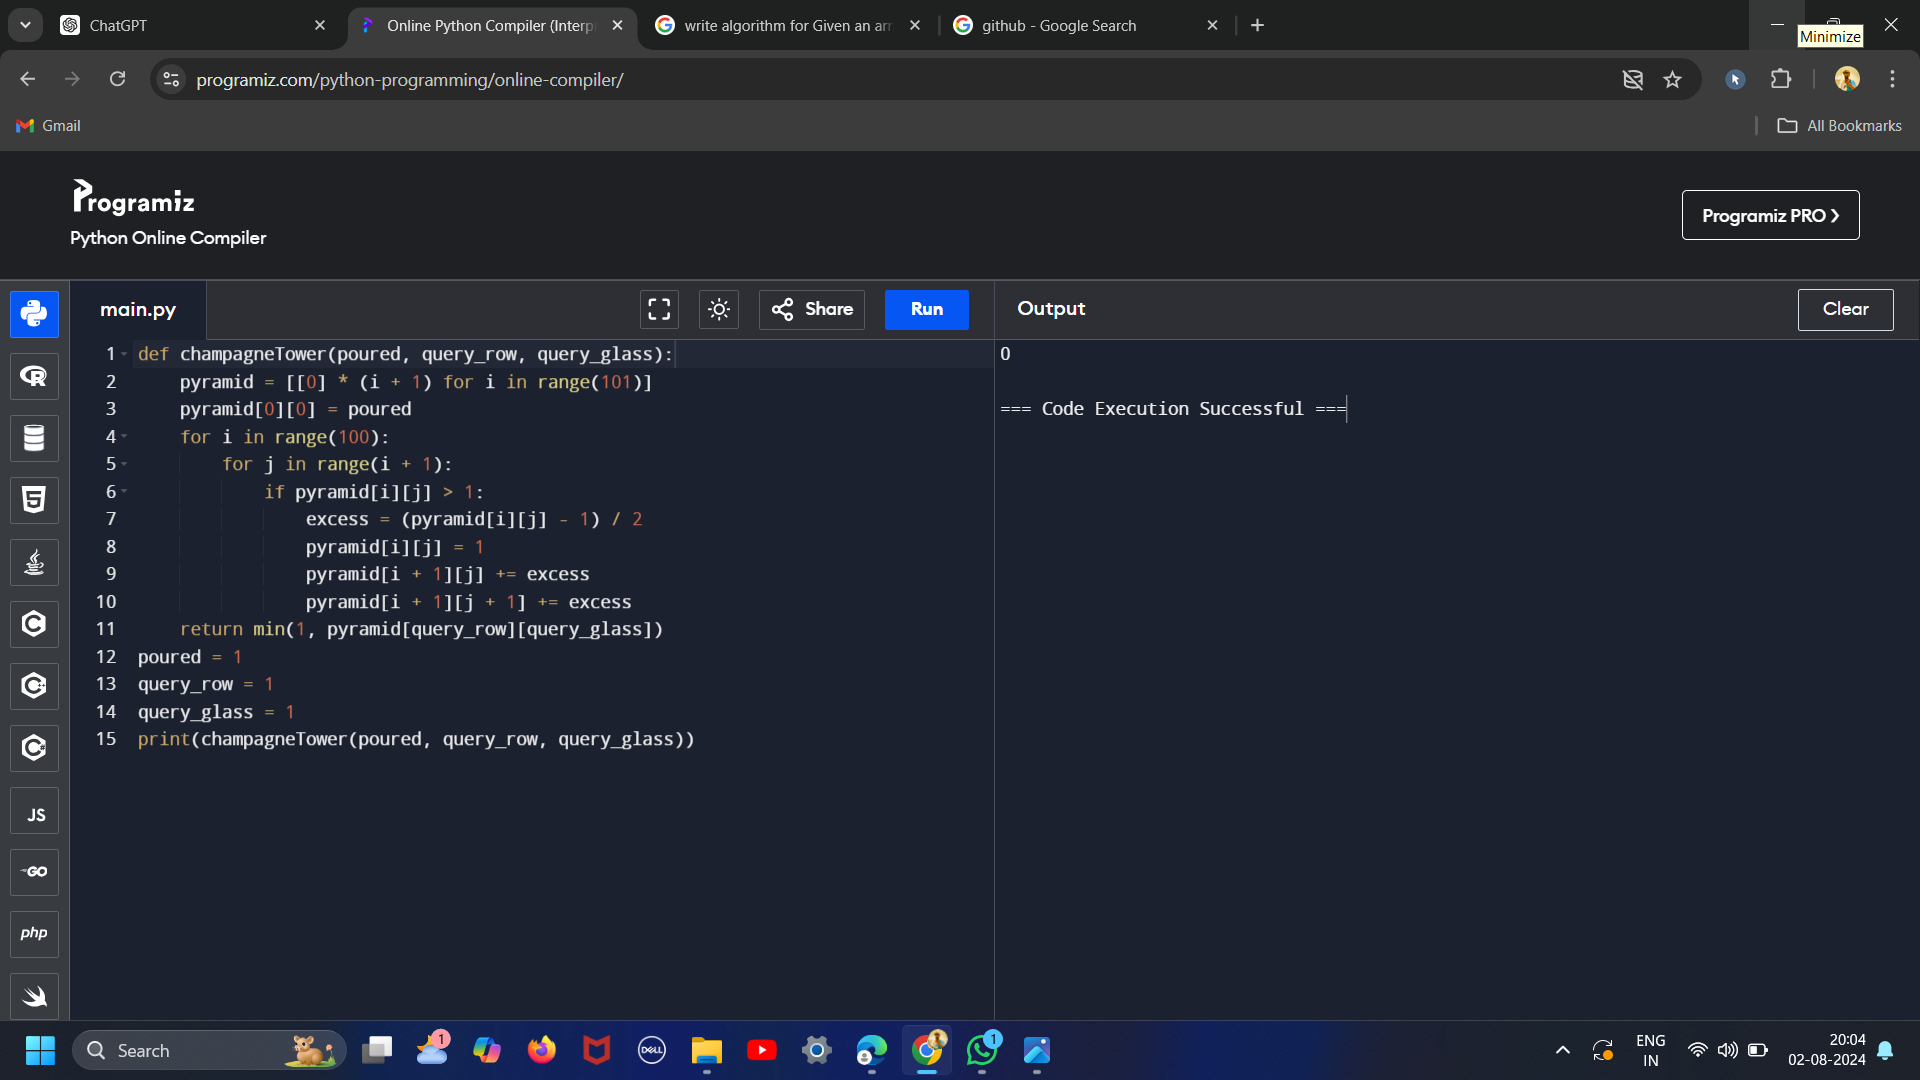 ChatGPT
Online Python Compiler (Interp
write algorithm for Given an arr
github - Google Search
Minimize
programiz.com/python-programming/online-compiler/
Gmail
All Bookmarks
Programiz
Python Online Compiler
Programiz PRO
main.py
Share
Run
Output
Clear
1 def champagneTower(poured, query_row, query_glass):
2 pyramid = [[0] * (i + 1) for i in range(101)]
3 pyramid[0][0] = poured
4 for i in range(100):
5 for j in range(i + 1):
6 if pyramid[i][j] > 1:
7 excess = (pyramid[i][j] - 1) / 2
8 pyramid[i][j] = 1
9 pyramid[i + 1][j] += excess
10 pyramid[i + 1][j + 1] += excess
11 return min(1, pyramid[query_row][query_glass])
12 poured = 1
13 query_row = 1
14 query_glass = 1
15 print(champagneTower(poured, query_row, query_glass))
0
=== Code Execution Successful ===
R
5
C
C
C
JS
GO
php
Search
1
DELL
1
ENG
IN
20:04
02-08-2024